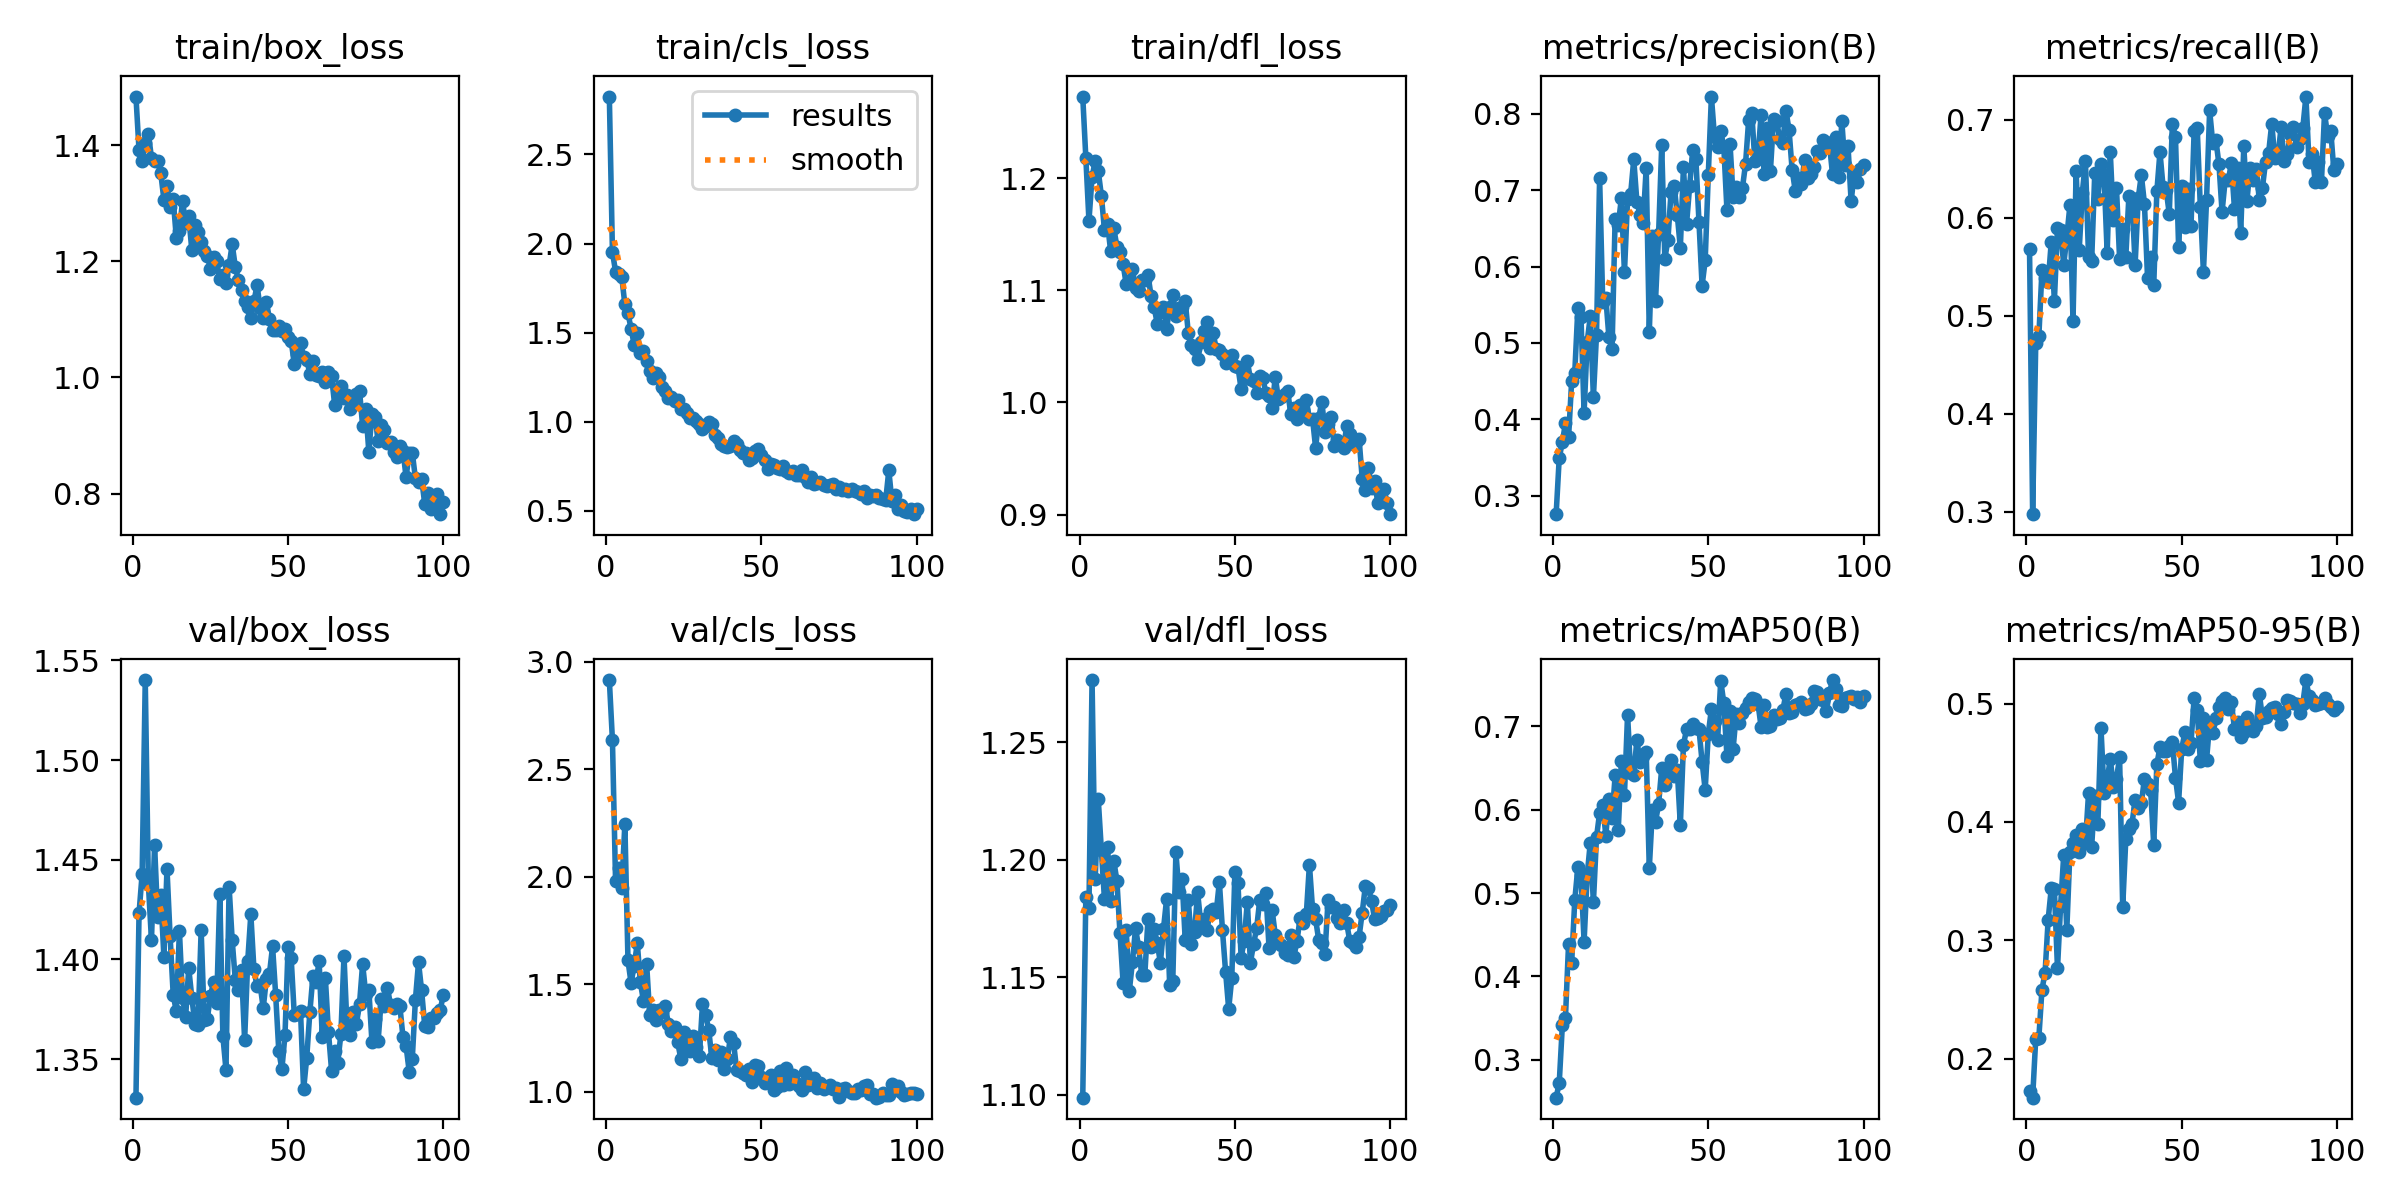 train/box_loss
train/cls_loss
train/dfl_loss
metrics/precision(B)
metrics/recall(B)
1.4
1.2
1.0
0.8
0 50 100
results
smooth
2.5
2.0
1.5
1.0
0.5
0 50 100
1.2
1.1
1.0
0.9
0 50 100
0.8
0.7
0.6
0.5
0.4
0.3
0 50 100
0.7
0.6
0.5
0.4
0.3
0 50 100
val/box_loss
val/cls_loss
val/dfl_loss
metrics/mAP50(B)
metrics/mAP50-95(B)
1.55
1.50
1.45
1.40
1.35
0 50 100
3.0
2.5
2.0
1.5
1.0
0 50 100
1.25
1.20
1.15
1.10
0 50 100
0.7
0.6
0.5
0.4
0.3
0 50 100
0.5
0.4
0.3
0.2
0 50 100